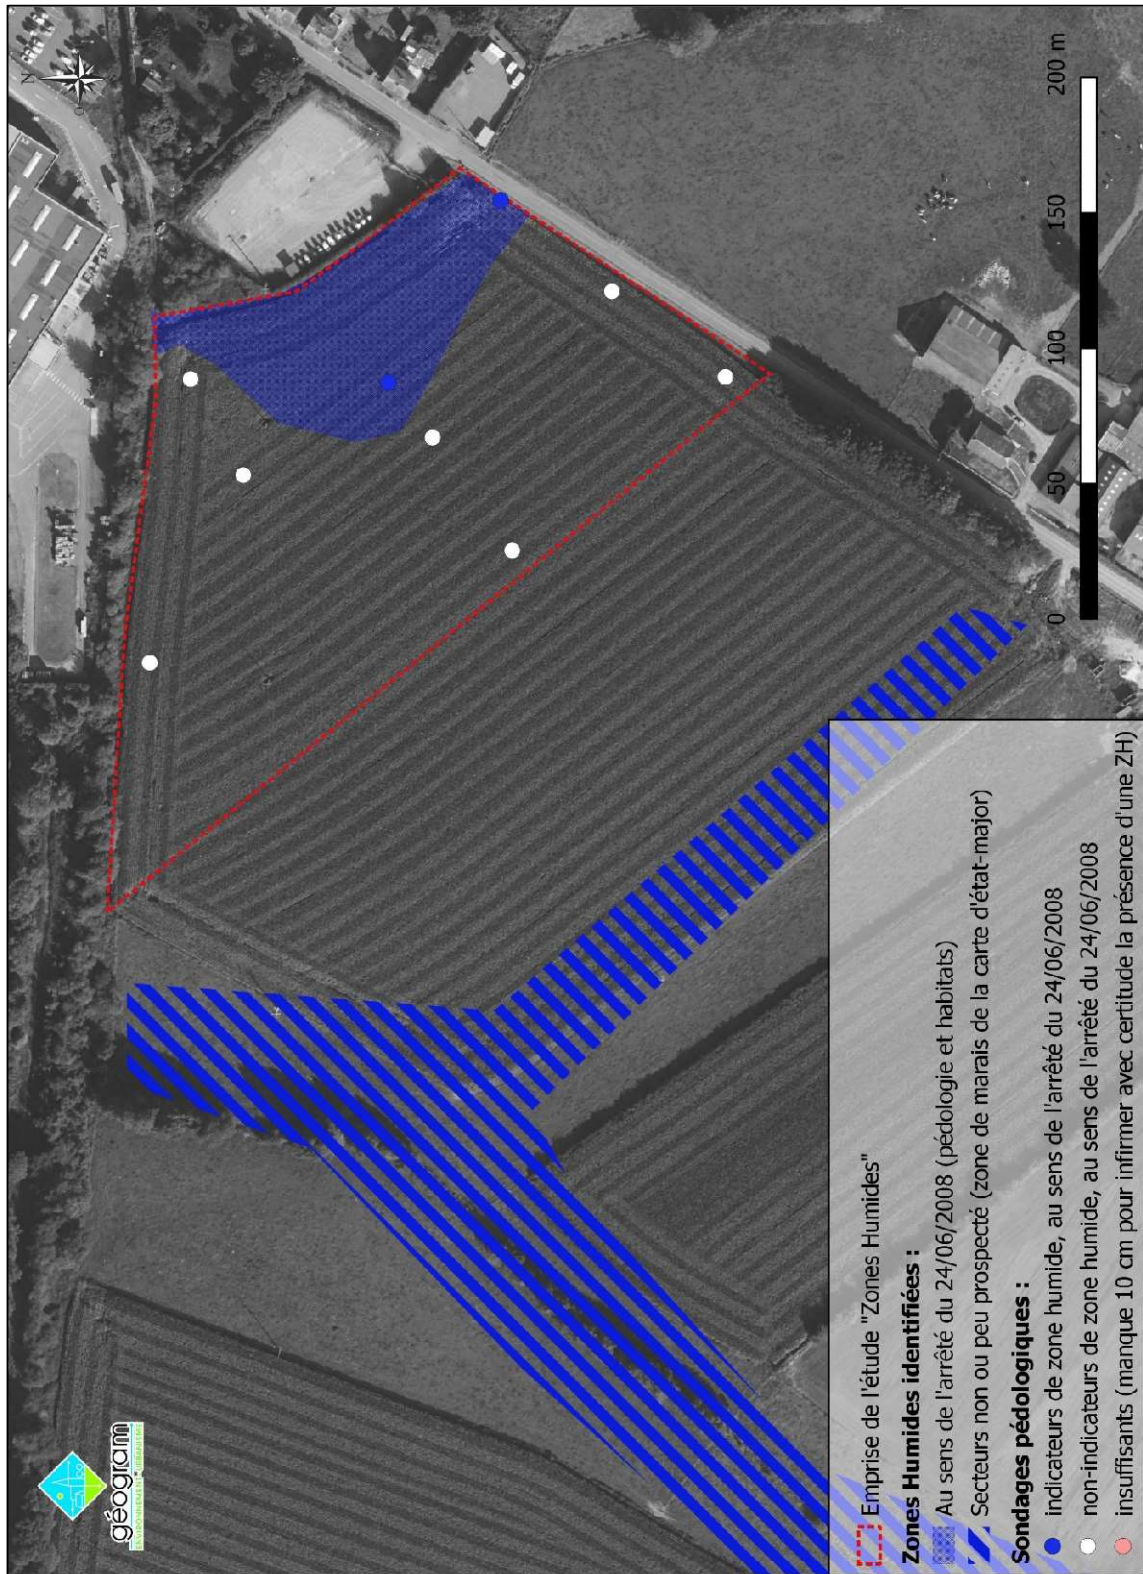 N
géogram
ENVIRONNEMENT URBANISME
Emprise de l'étude "Zones Humides"
Zones Humides identifiées :
Au sens de l'arrêté du 24/06/2008 (pédologie et habitats)
Secteurs non ou peu prospecté (zone de marais de la carte d'état-major)
Sondages pédologiques :
indicateurs de zone humide, au sens de l'arrêté du 24/06/2008
non-indicateurs de zone humide, au sens de l'arrêté du 24/06/2008
insuffisants (manque 10 cm pour infirmer avec certitude la présence d'une ZH)
0 50 100 150 200 m